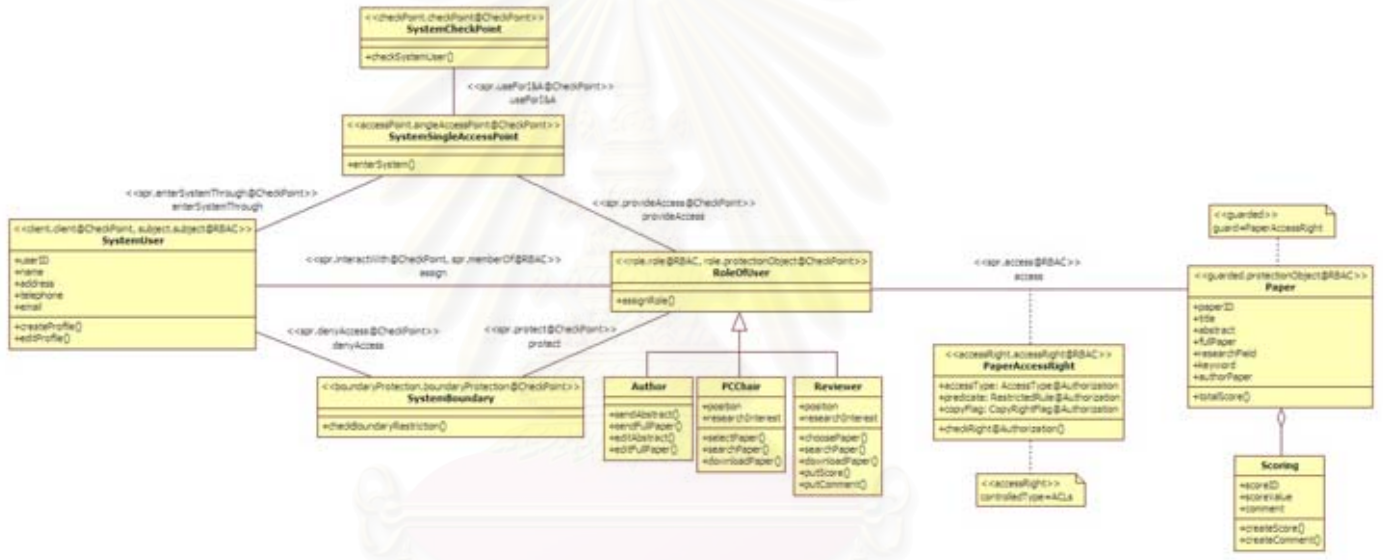 <<checkPoint.checkPoint@CheckPoint>>
SystemCheckPoint
+checkSystemUser()
<<spr.useForI&A@CheckPoint>>
useForI&A
<<accessPoint.singleAccessPoint@CheckPoint>>
SystemSingleAccessPoint
+enterSystem()
<<spr.enterSystemThrough@CheckPoint>>
enterSystemThrough
<<spr.provideAccess@CheckPoint>>
provideAccess
<<client.client@CheckPoint, subject.subject@RBAC>>
SystemUser
+userID
+name
+address
+telephone
+email
+createProfile()
+editProfile()
<<spr.interactWith@CheckPoint, spr.memberOf@RBAC>>
assign
<<role.role@RBAC, role.protectionObject@CheckPoint>>
RoleOfUser
+assignRole()
<<spr.denyAccess@CheckPoint>>
denyAccess
<<spr.protect@CheckPoint>>
protect
<<boundaryProtection.boundaryProtection@CheckPoint>>
SystemBoundary
+checkBoundaryRestriction()
Author
+sendAbstract()
+sendFullPaper()
+editAbstract()
+editFullPaper()
PCChair
+position
+researchInterest
+selectPaper()
+searchPaper()
+downloadPaper()
Reviewer
+position
+researchInterest
+choosePaper()
+searchPaper()
+downloadPaper()
+putScore()
+putComment()
<<spr.access@RBAC>>
access
<<accessRight.accessRight@RBAC>>
PaperAccessRight
+accessType: AccessType@Authorization
+predicate: RestrictedRule@Authorization
+copyFlag: CopyRightFlag@Authorization
+checkRight@Authorization()
<<accessRight>>
controlledType=ACLs
<<guarded>>
guard=PaperAccessRight
<<guarded.protectionObject@RBAC>>
Paper
+paperID
+title
+abstract
+fullPaper
+researchField
+keyword
+authorPaper
+totalScore()
Scoring
+scoreID
+scoreValue
+comment
+createScore()
+createComment()